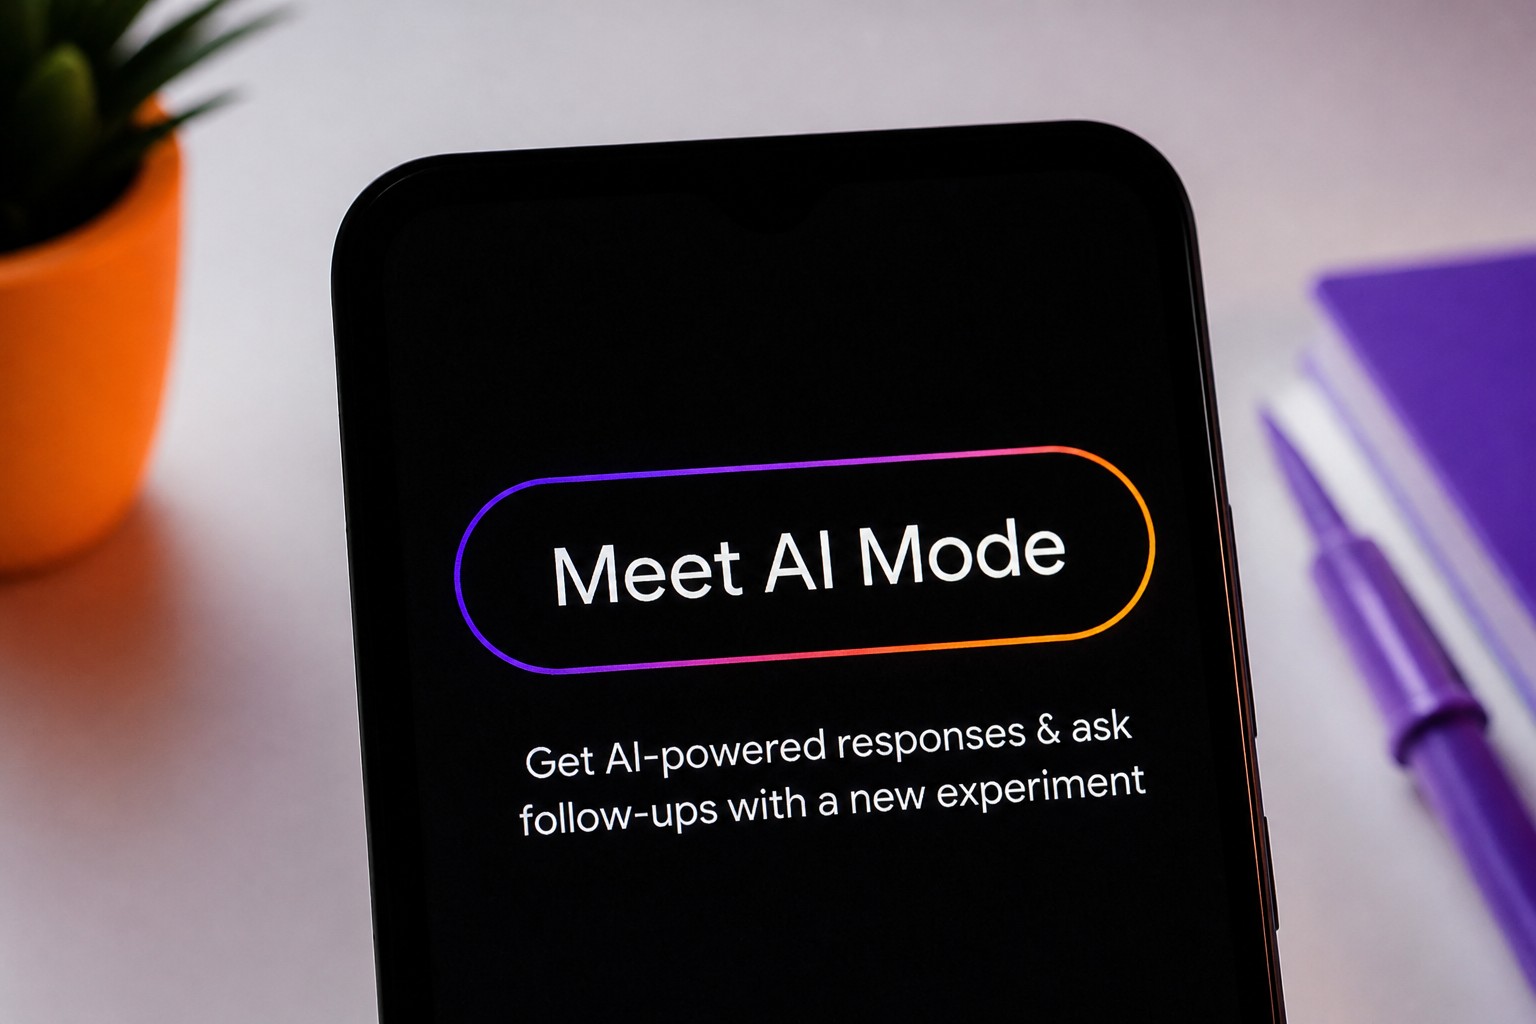 Meet AI Mode
Get AI-powered responses & ask
follow-ups with a new experiment